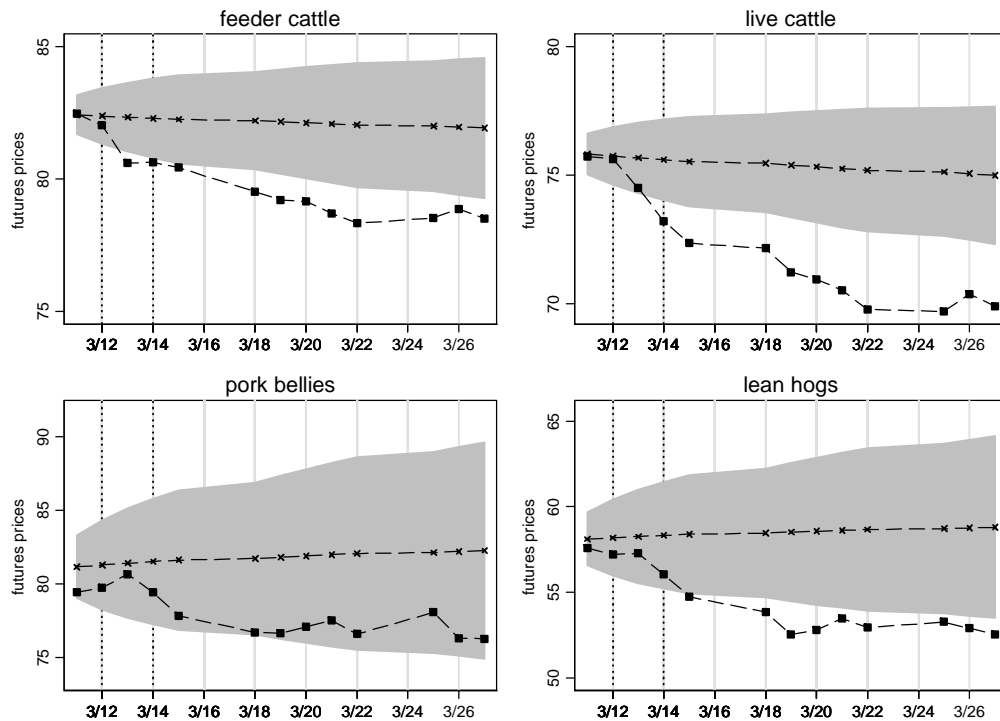 feeder cattle
futures prices
85
80
75
3/12 3/14 3/16 3/18 3/20 3/22 3/24 3/26
live cattle
futures prices
80
75
70
3/12 3/14 3/16 3/18 3/20 3/22 3/24 3/26
pork bellies
futures prices
90
85
80
75
3/12 3/14 3/16 3/18 3/20 3/22 3/24 3/26
lean hogs
futures prices
65
60
55
50
3/12 3/14 3/16 3/18 3/20 3/22 3/24 3/26